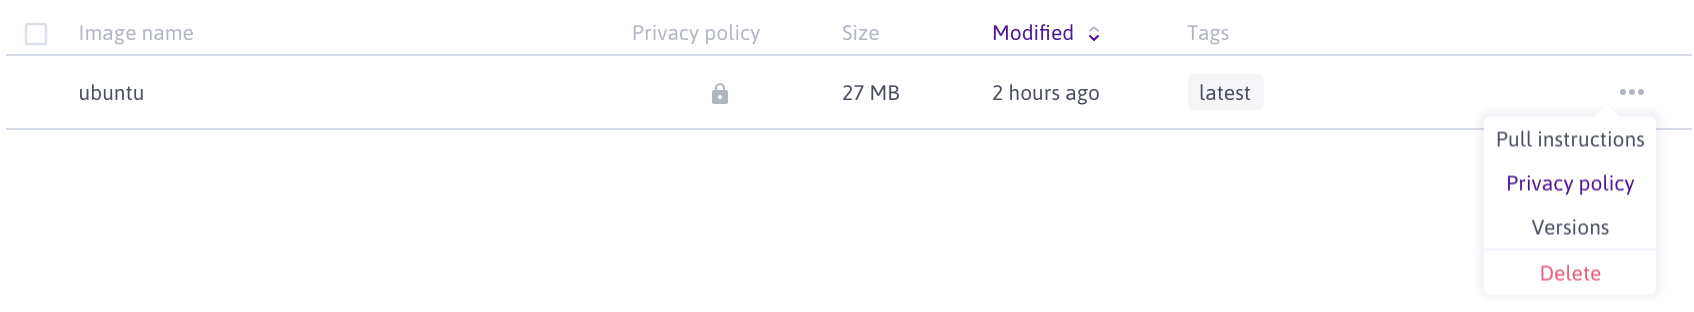 Image name Privacy policy Size Modified Tags
ubuntu 27 MB 2 hours ago latest
Pull instructions
Privacy policy
Versions
Delete